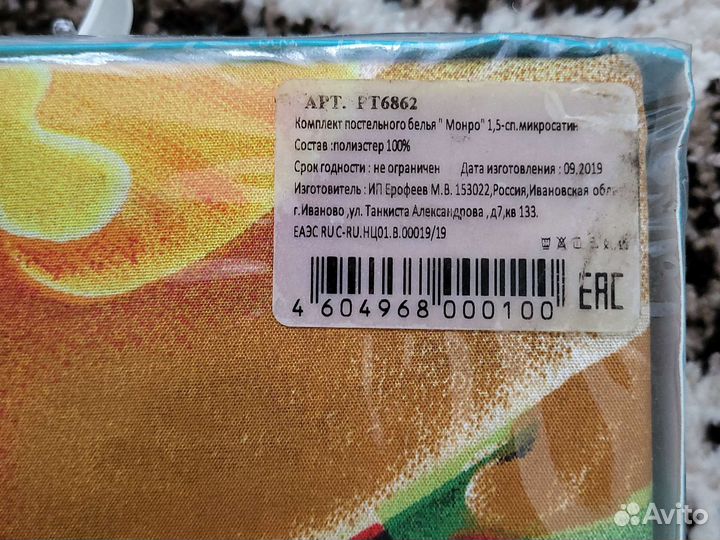 АРТ. РТ6862
Комплект постельного белья " Монро" 1,5-сп.микросатин
Состав :полиэстер 100%
Срок годности : не ограничен Дата изготовления : 09.2019
Изготовитель : ИП Ерофеев М.В. 153022,Россия,Ивановская
г.Иваново ,ул. Танкиста Александрова , д7,кв 133.
ЕАЭС RU С-RU.НЦ01.В.00019/19
4 604968 000100
EAC
Avito